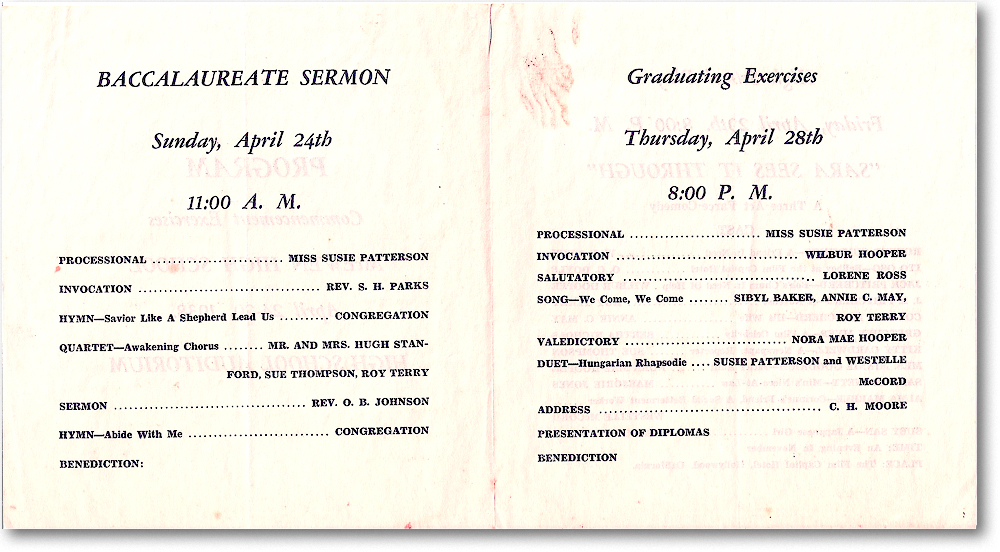 BACCALAUREATE SERMON
Sunday, April 24th
11:00 A. M.
PROCESSIONAL .......................... MISS SUSIE PATTERSON
INVOCATION ................................. REV. S. H. PARKS
HYMN—Savior Like A Shepherd Lead Us .......... CONGREGATION
QUARTET—Awakening Chorus ........ MR. AND MRS. HUGH STAN-
FORD, SUE THOMPSON, ROY TERRY
SERMON .................................... REV. O. B. JOHNSON
HYMN—Abide With Me .......................... CONGREGATION
BENEDICTION:
Graduating Exercises
Thursday, April 28th
8:00 P. M.
PROCESSIONAL ........................ MISS SUSIE PATTERSON
INVOCATION .................................. WILBUR HOOPER
SALUTATORY .................................... LORENE ROSS
SONG—We Come, We Come ........ SIBYL BAKER, ANNIE C. MAY,
ROY TERRY
VALEDICTORY .............................. NORA MAE HOOPER
DUET—Hungarian Rhapsodie .... SUSIE PATTERSON and WESTELLE
McCORD
ADDRESS ......................................... C. H. MOORE
PRESENTATION OF DIPLOMAS
BENEDICTION